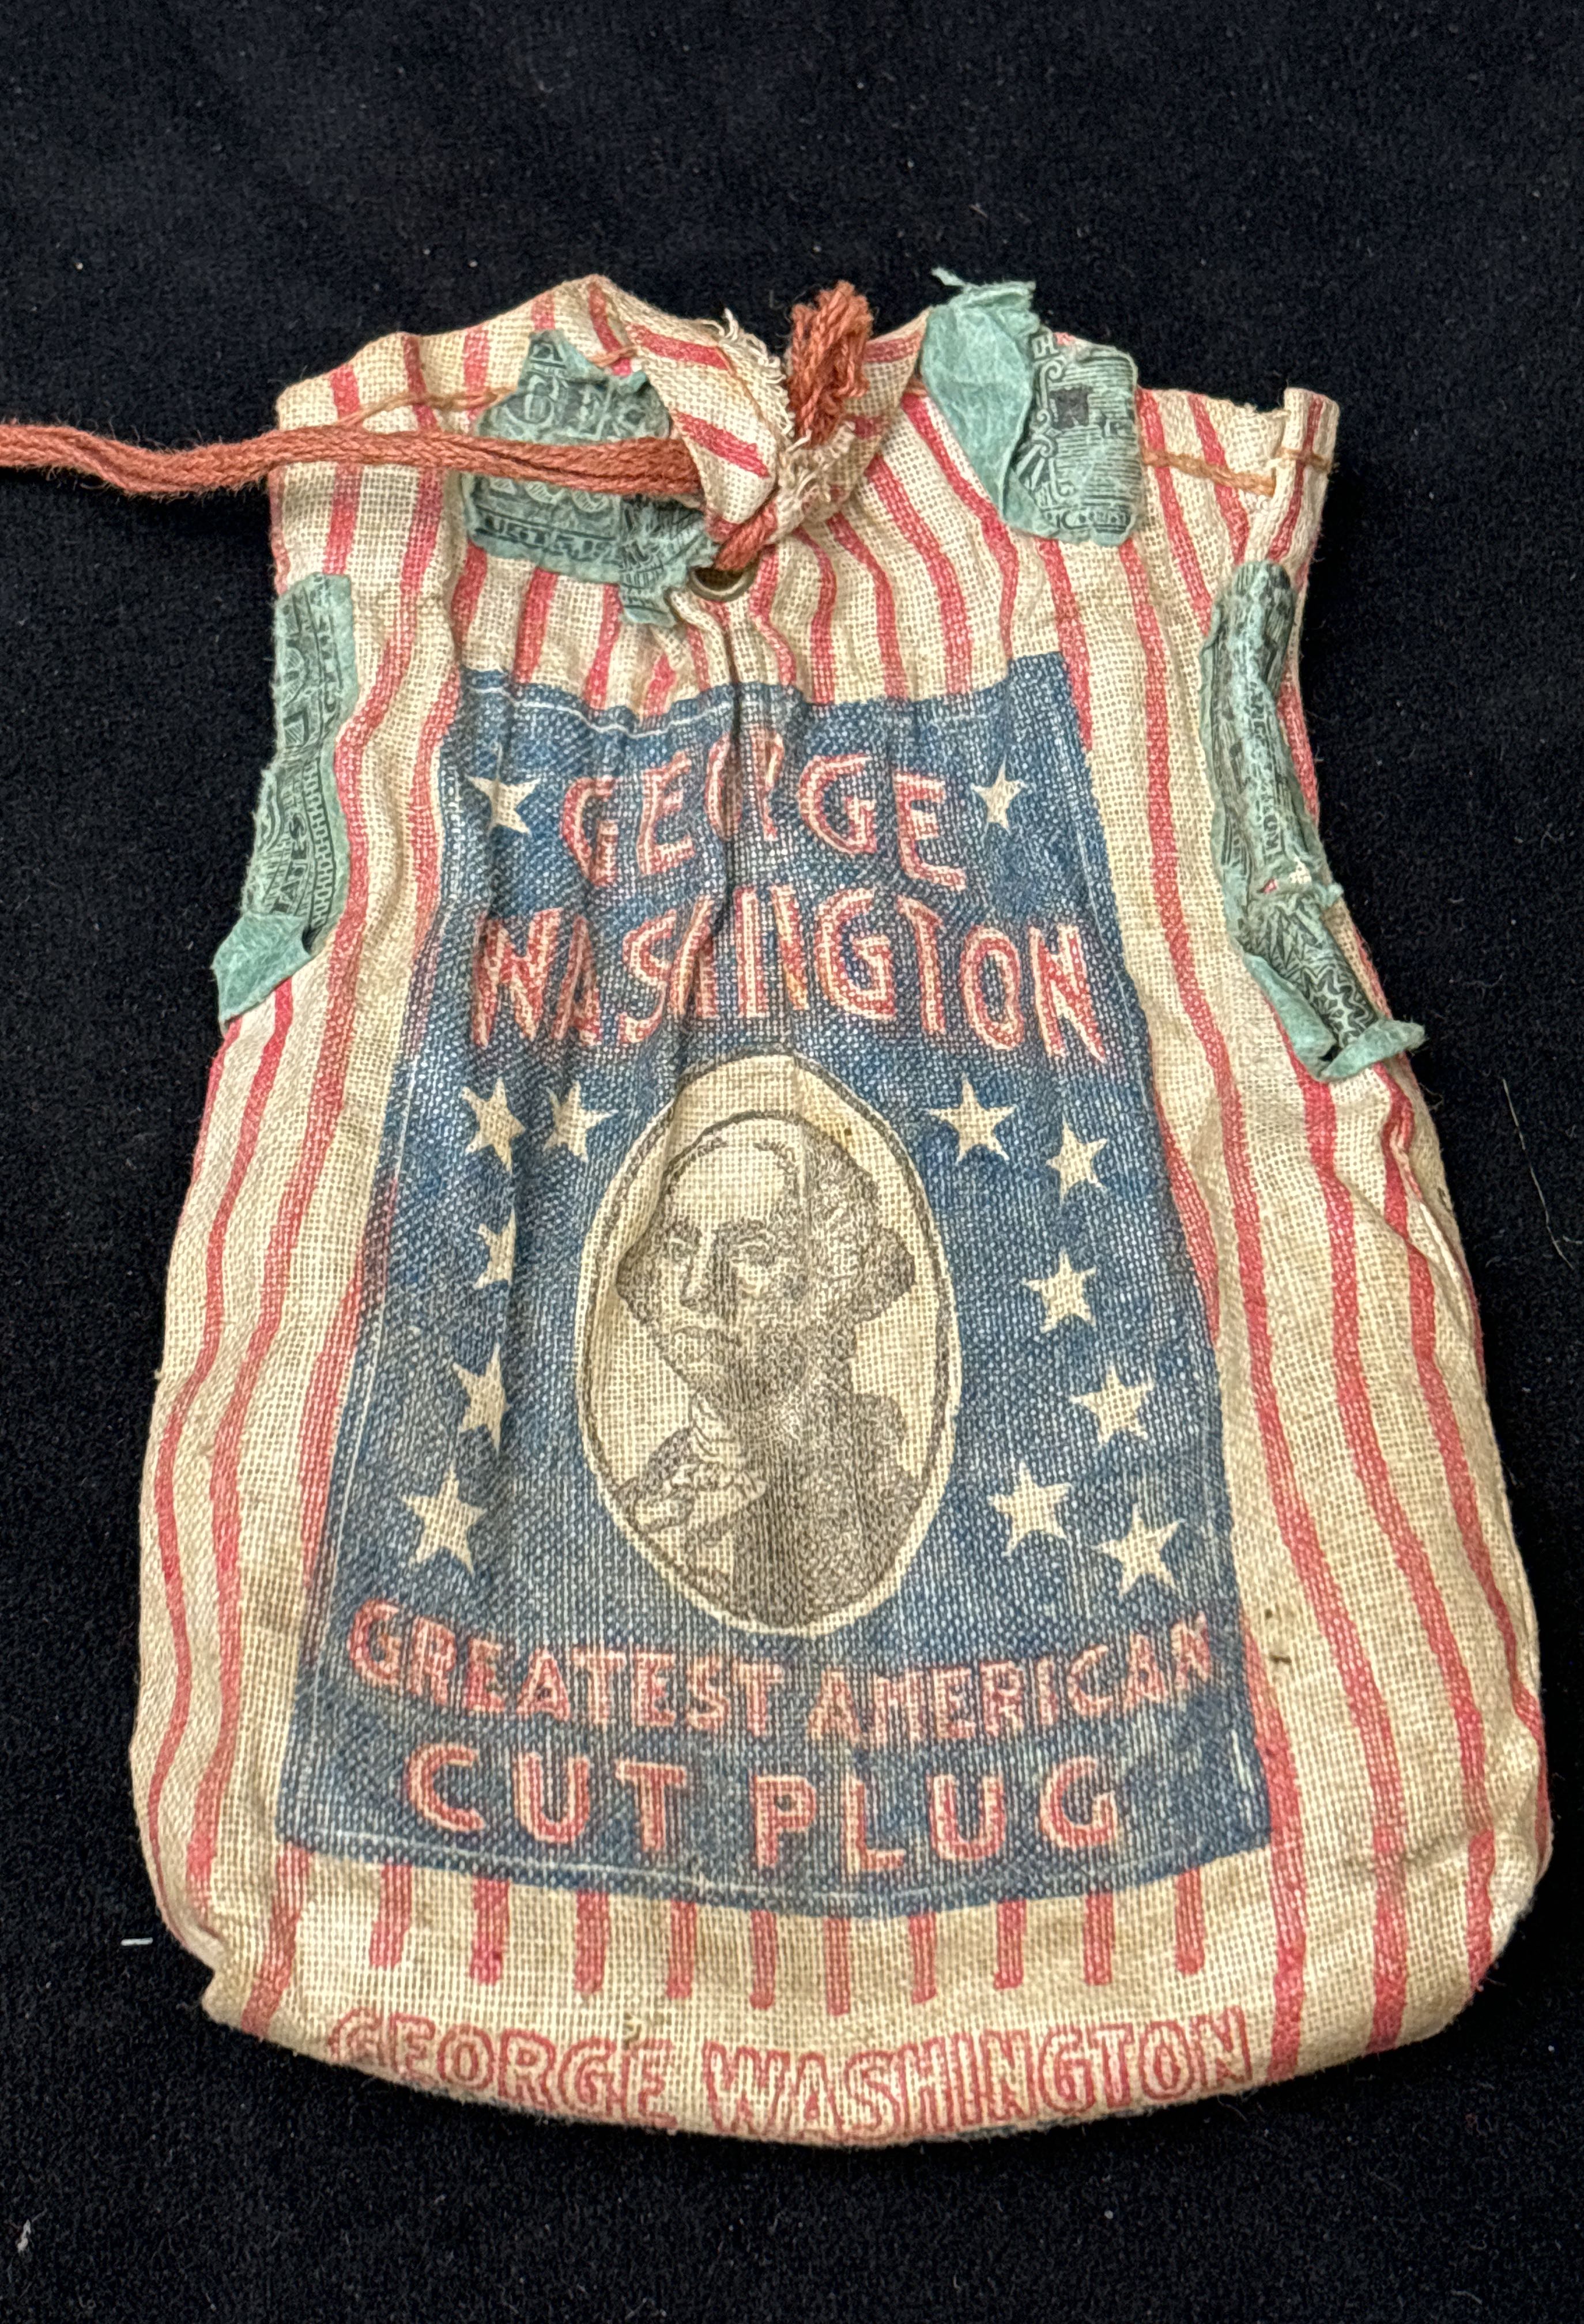 GEORGE
WASHINGTON
GREATEST AMERICAN
CUT PLUG
GEORGE WASHINGTON